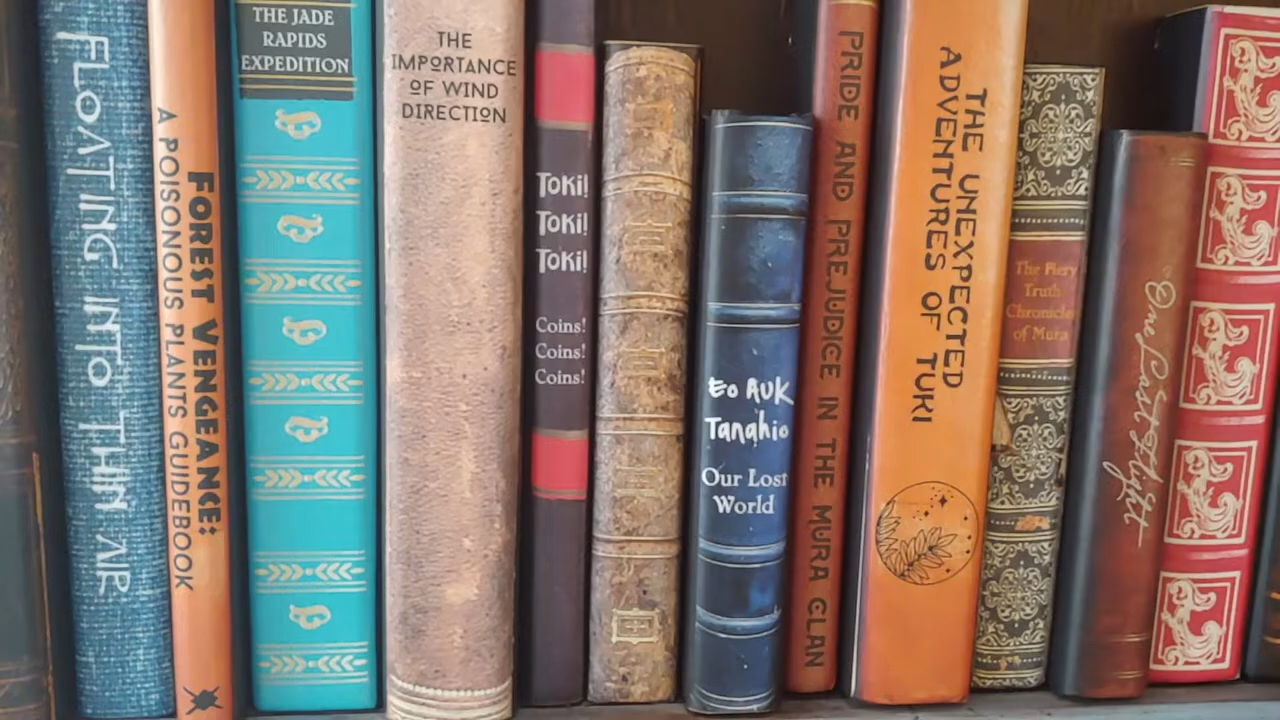 FLOATING INTO THIN AIR
FOREST VENGEANCE:
A POISONOUS PLANTS GUIDEBOOK
THE JADE
RAPIDS
EXPEDITION
THE
IMPORTANCE
OF WIND
DIRECTION
TOKI!
TOKI!
TOKI!
Coins!
Coins!
Coins!
Eo AUK
Tanahio
Our Lost
World
PRIDE AND PREJUDICE IN THE MURA CLAN
THE UNEXPECTED
ADVENTURES OF TUKI
The Fiery
Truth
Chronicles
of Mura
One Last
Light